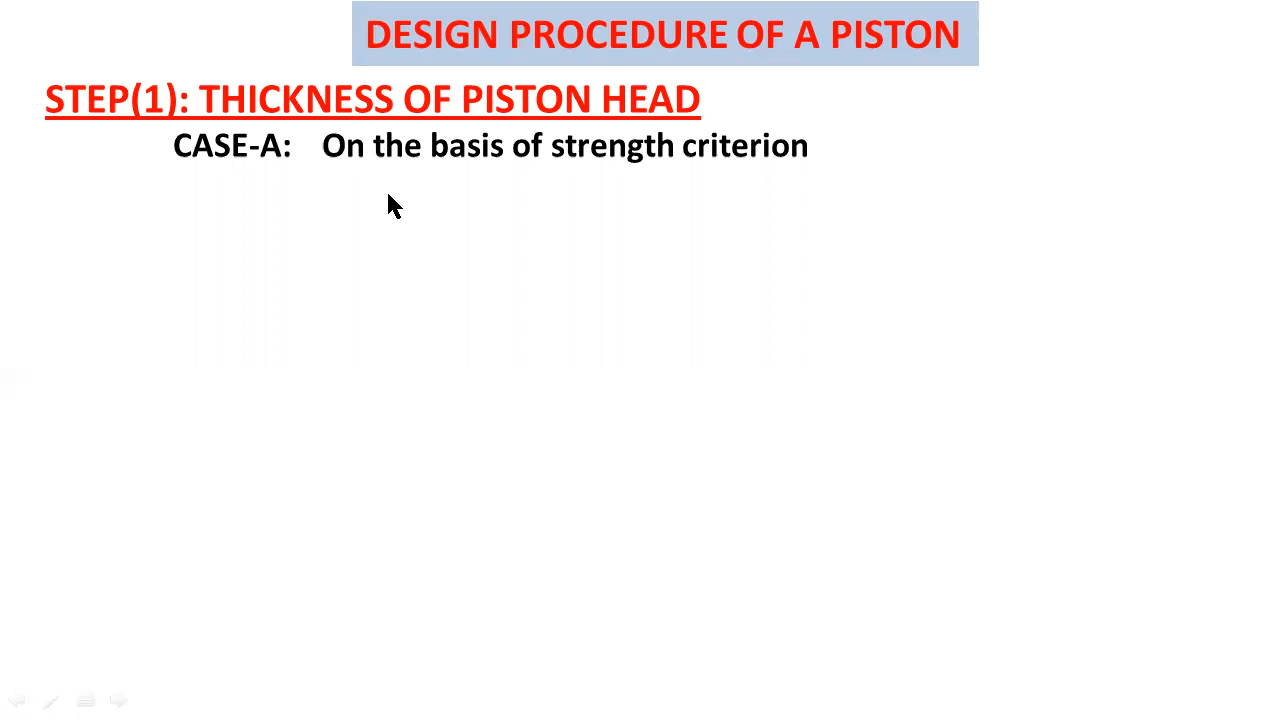 DESIGN PROCEDURE OF A PISTON
STEP(1): THICKNESS OF PISTON HEAD
CASE-A: On the basis of strength criterion